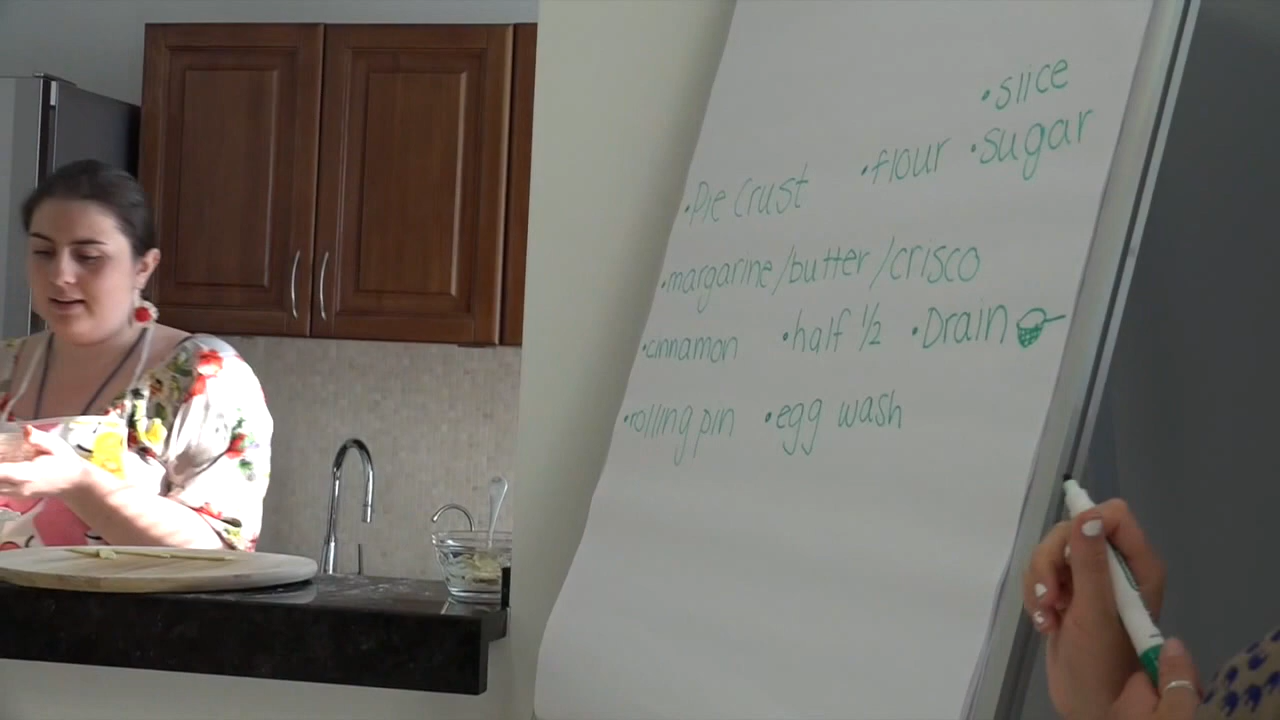 •slice
•Pie Crust •flour •sugar
•margarine/butter/crisco
•cinnamon •half ½ •Drain
•rolling pin •egg wash